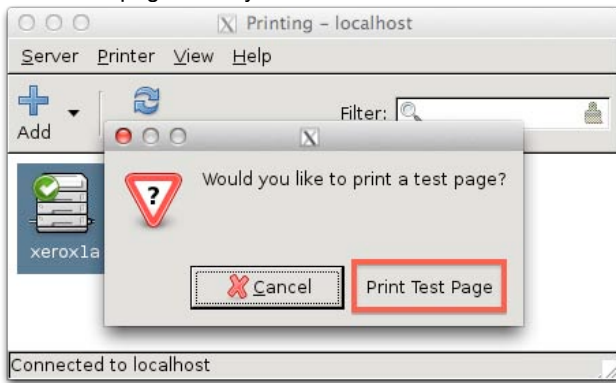 Printing – localhost
Server Printer View Help
Add
Filter:
Would you like to print a test page?
xeroxla
Cancel
Print Test Page
Connected to localhost